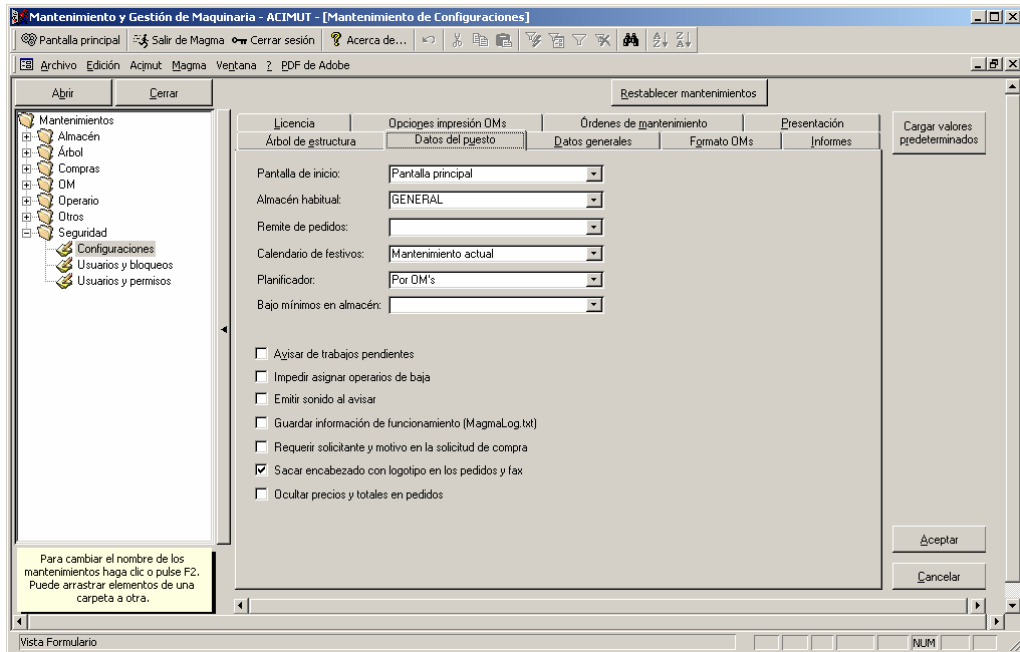 Mantenimiento y Gestión de Maquinaria - ACIMUT - [Mantenimiento de Configuraciones]
Pantalla principal Salir de Magma Cerrar sesión Acerca de...
Archivo Edición Acimut Magma Ventana ? PDF de Adobe
Abrir Cerrar Restablecer mantenimientos
Mantenimientos
Almacén
Árbol
Compras
OM
Operario
Otros
Seguridad
Configuraciones
Usuarios y bloqueos
Usuarios y permisos
Para cambiar el nombre de los
mantenimientos haga clic o pulse F2.
Puede arrastrar elementos de una
carpeta a otra.
Licencia Opciones impresión OMs Órdenes de mantenimiento Presentación
Árbol de estructura Datos del puesto Datos generales Formato OMs Informes
Pantalla de inicio: Pantalla principal
Almacén habitual: GENERAL
Remite de pedidos:
Calendario de festivos: Mantenimiento actual
Planificador: Por OM's
Bajo mínimos en almacén:
Avisar de trabajos pendientes
Impedir asignar operarios de baja
Emitir sonido al avisar
Guardar información de funcionamiento (MagmaLog.txt)
Requerir solicitante y motivo en la solicitud de compra
Sacar encabezado con logotipo en los pedidos y fax
Ocultar precios y totales en pedidos
Cargar valores
predeterminados
Aceptar
Cancelar
Vista Formulario NUM